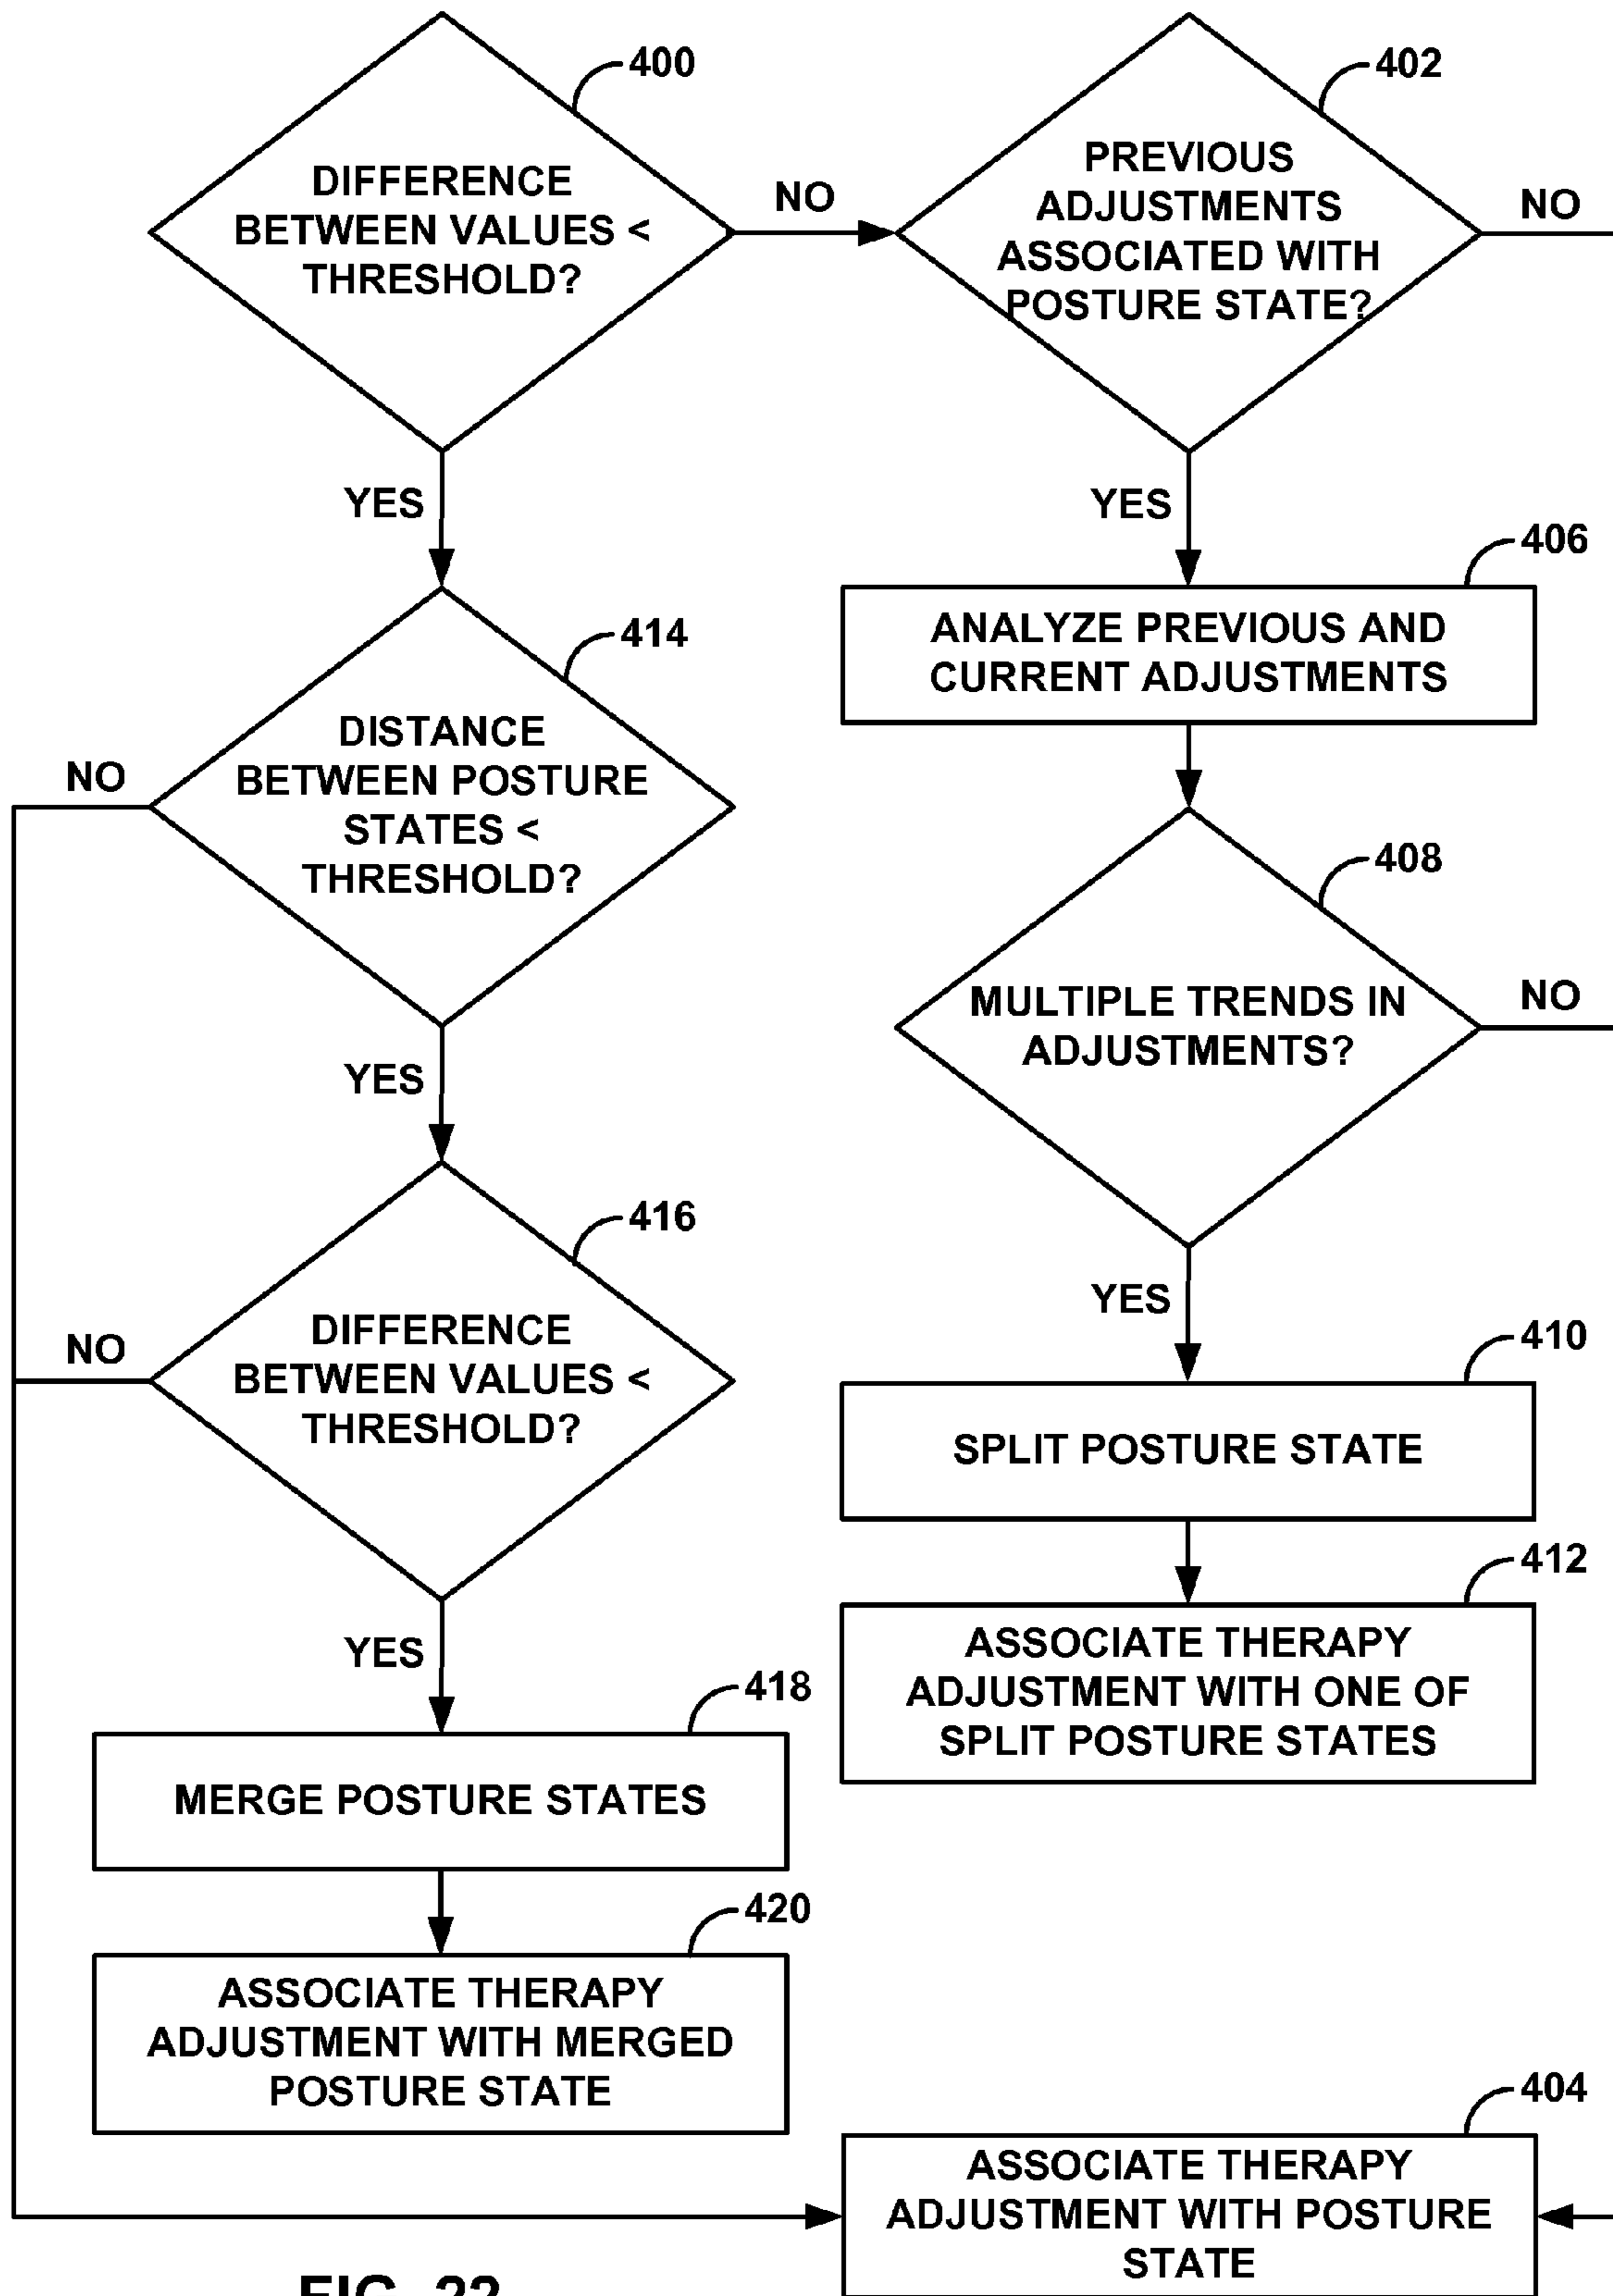 400
DIFFERENCE
BETWEEN VALUES <
THRESHOLD?
NO
402
PREVIOUS
ADJUSTMENTS
ASSOCIATED WITH
POSTURE STATE?
NO
YES
YES
406
ANALYZE PREVIOUS AND
CURRENT ADJUSTMENTS
414
DISTANCE
BETWEEN POSTURE
STATES <
THRESHOLD?
NO
YES
408
MULTIPLE TRENDS IN
ADJUSTMENTS?
NO
YES
416
DIFFERENCE
BETWEEN VALUES <
THRESHOLD?
NO
YES
410
SPLIT POSTURE STATE
412
ASSOCIATE THERAPY
ADJUSTMENT WITH ONE OF
SPLIT POSTURE STATES
418
MERGE POSTURE STATES
420
ASSOCIATE THERAPY
ADJUSTMENT WITH MERGED
POSTURE STATE
404
ASSOCIATE THERAPY
ADJUSTMENT WITH POSTURE
STATE
FIG. 22